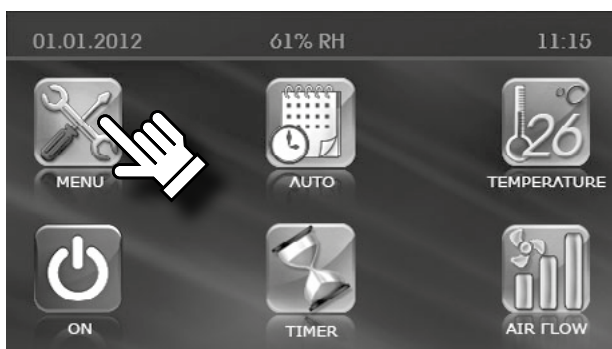 01.01.2012 61% RH 11:15
°C
26
MENU AUTO TEMPERATURE
ON TIMER AIR FLOW